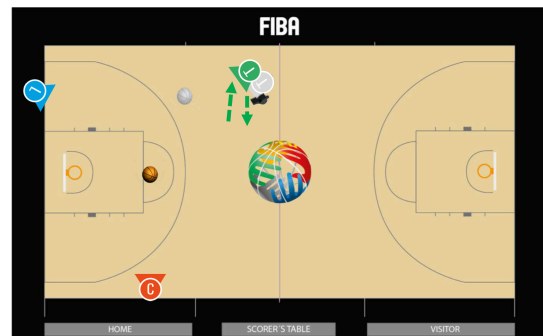 FIBA
T
T
L
C
HOME
SCORER´S TABLE
VISITOR